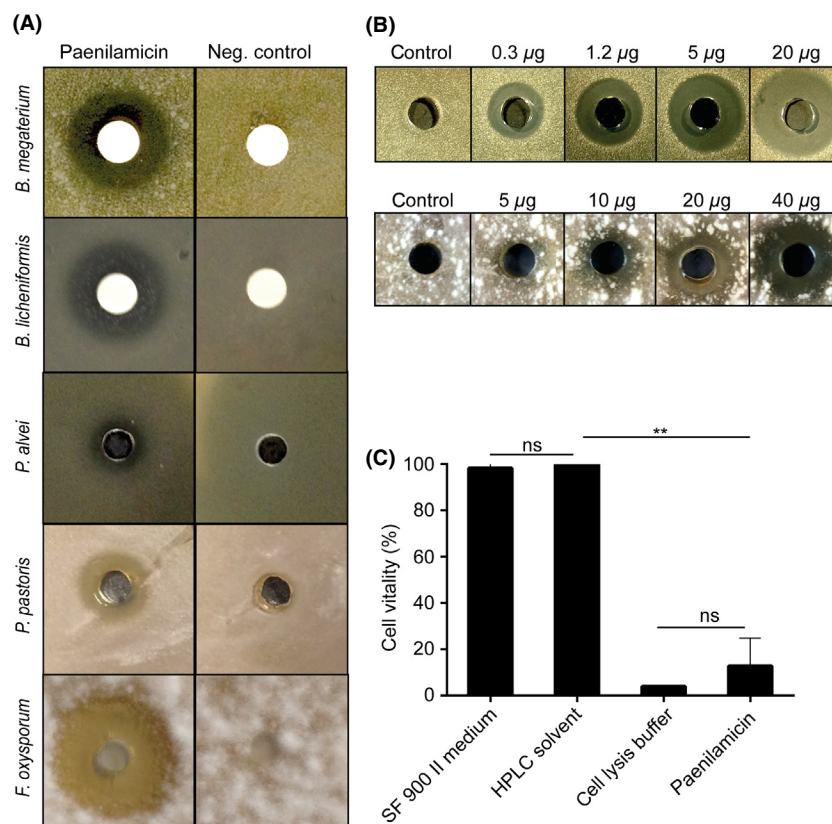 (A)
Paenilamicin Neg. control
B. megaterium
B. licheniformis
P. alvei
P. pastoris
F. oxysporum
(B)
Control 0.3 µg 1.2 µg 5 µg 20 µg
Control 5 µg 10 µg 20 µg 40 µg
(C)
ns
**
ns
Cell vitality (%)
100
80
60
40
20
0
SF 900 II medium
HPLC solvent
Cell lysis buffer
Paenilamicin